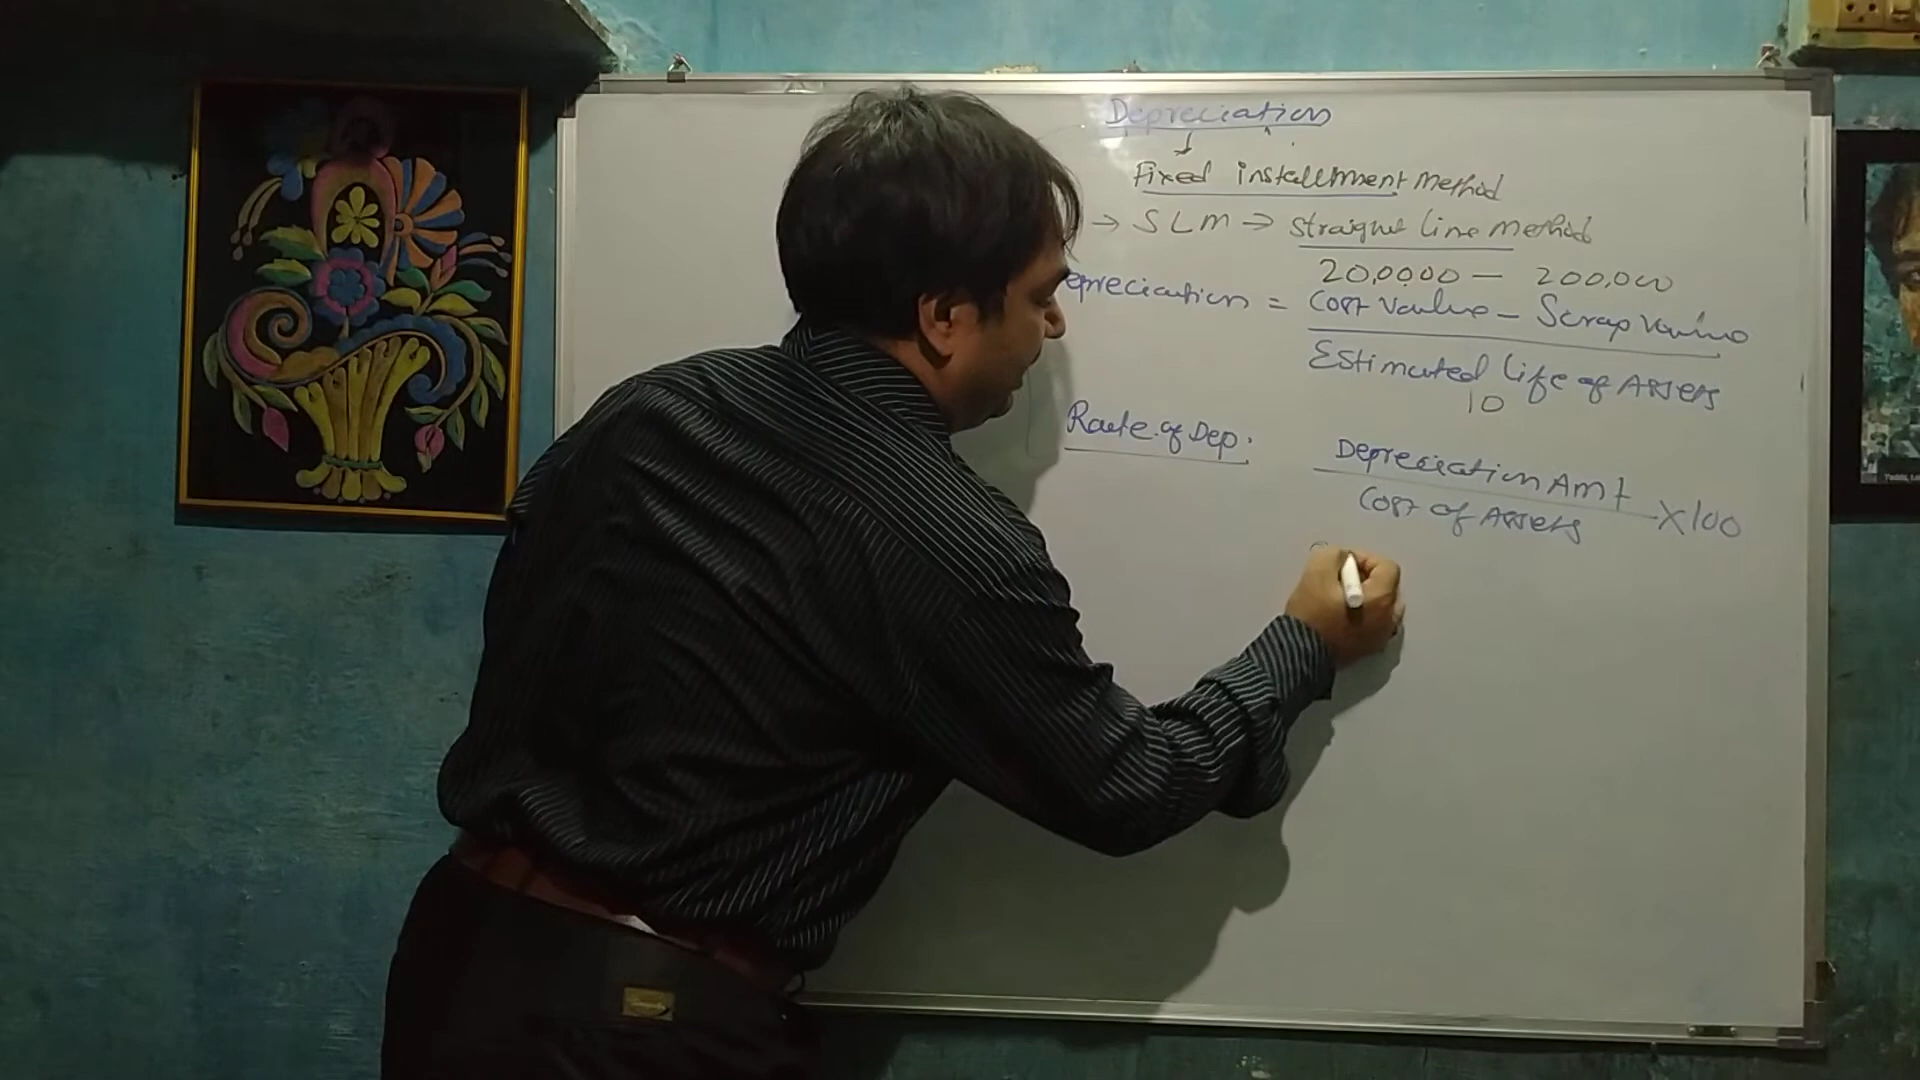 Depreciation
Fixed installment Method
→ SLM → Straight line Method
20,0000 — 200,000
epreciation = Cost Value - Scrap Value
Estimated life of Assets
10
Rate of Dep.
Depreciation Amt
Cost of Assets
×100